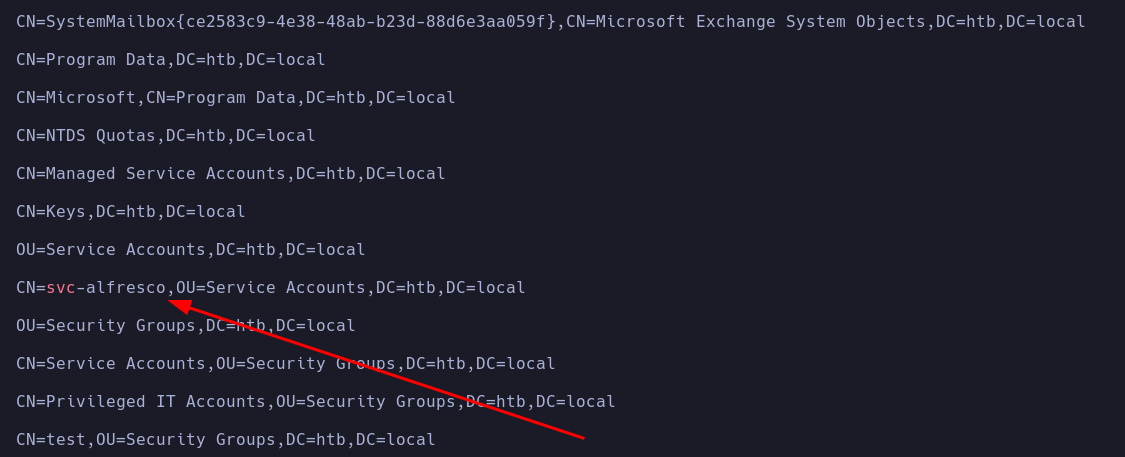 CN=SystemMailbox{ce2583c9-4e38-48ab-b23d-88d6e3aa059f},CN=Microsoft Exchange System Objects,DC=htb,DC=local
CN=Program Data,DC=htb,DC=local
CN=Microsoft,CN=Program Data,DC=htb,DC=local
CN=NTDS Quotas,DC=htb,DC=local
CN=Managed Service Accounts,DC=htb,DC=local
CN=Keys,DC=htb,DC=local
OU=Service Accounts,DC=htb,DC=local
CN=svc-alfresco,OU=Service Accounts,DC=htb,DC=local
OU=Security Groups,DC=htb,DC=local
CN=Service Accounts,OU=Security Groups,DC=htb,DC=local
CN=Privileged IT Accounts,OU=Security Groups,DC=htb,DC=local
CN=test,OU=Security Groups,DC=htb,DC=local